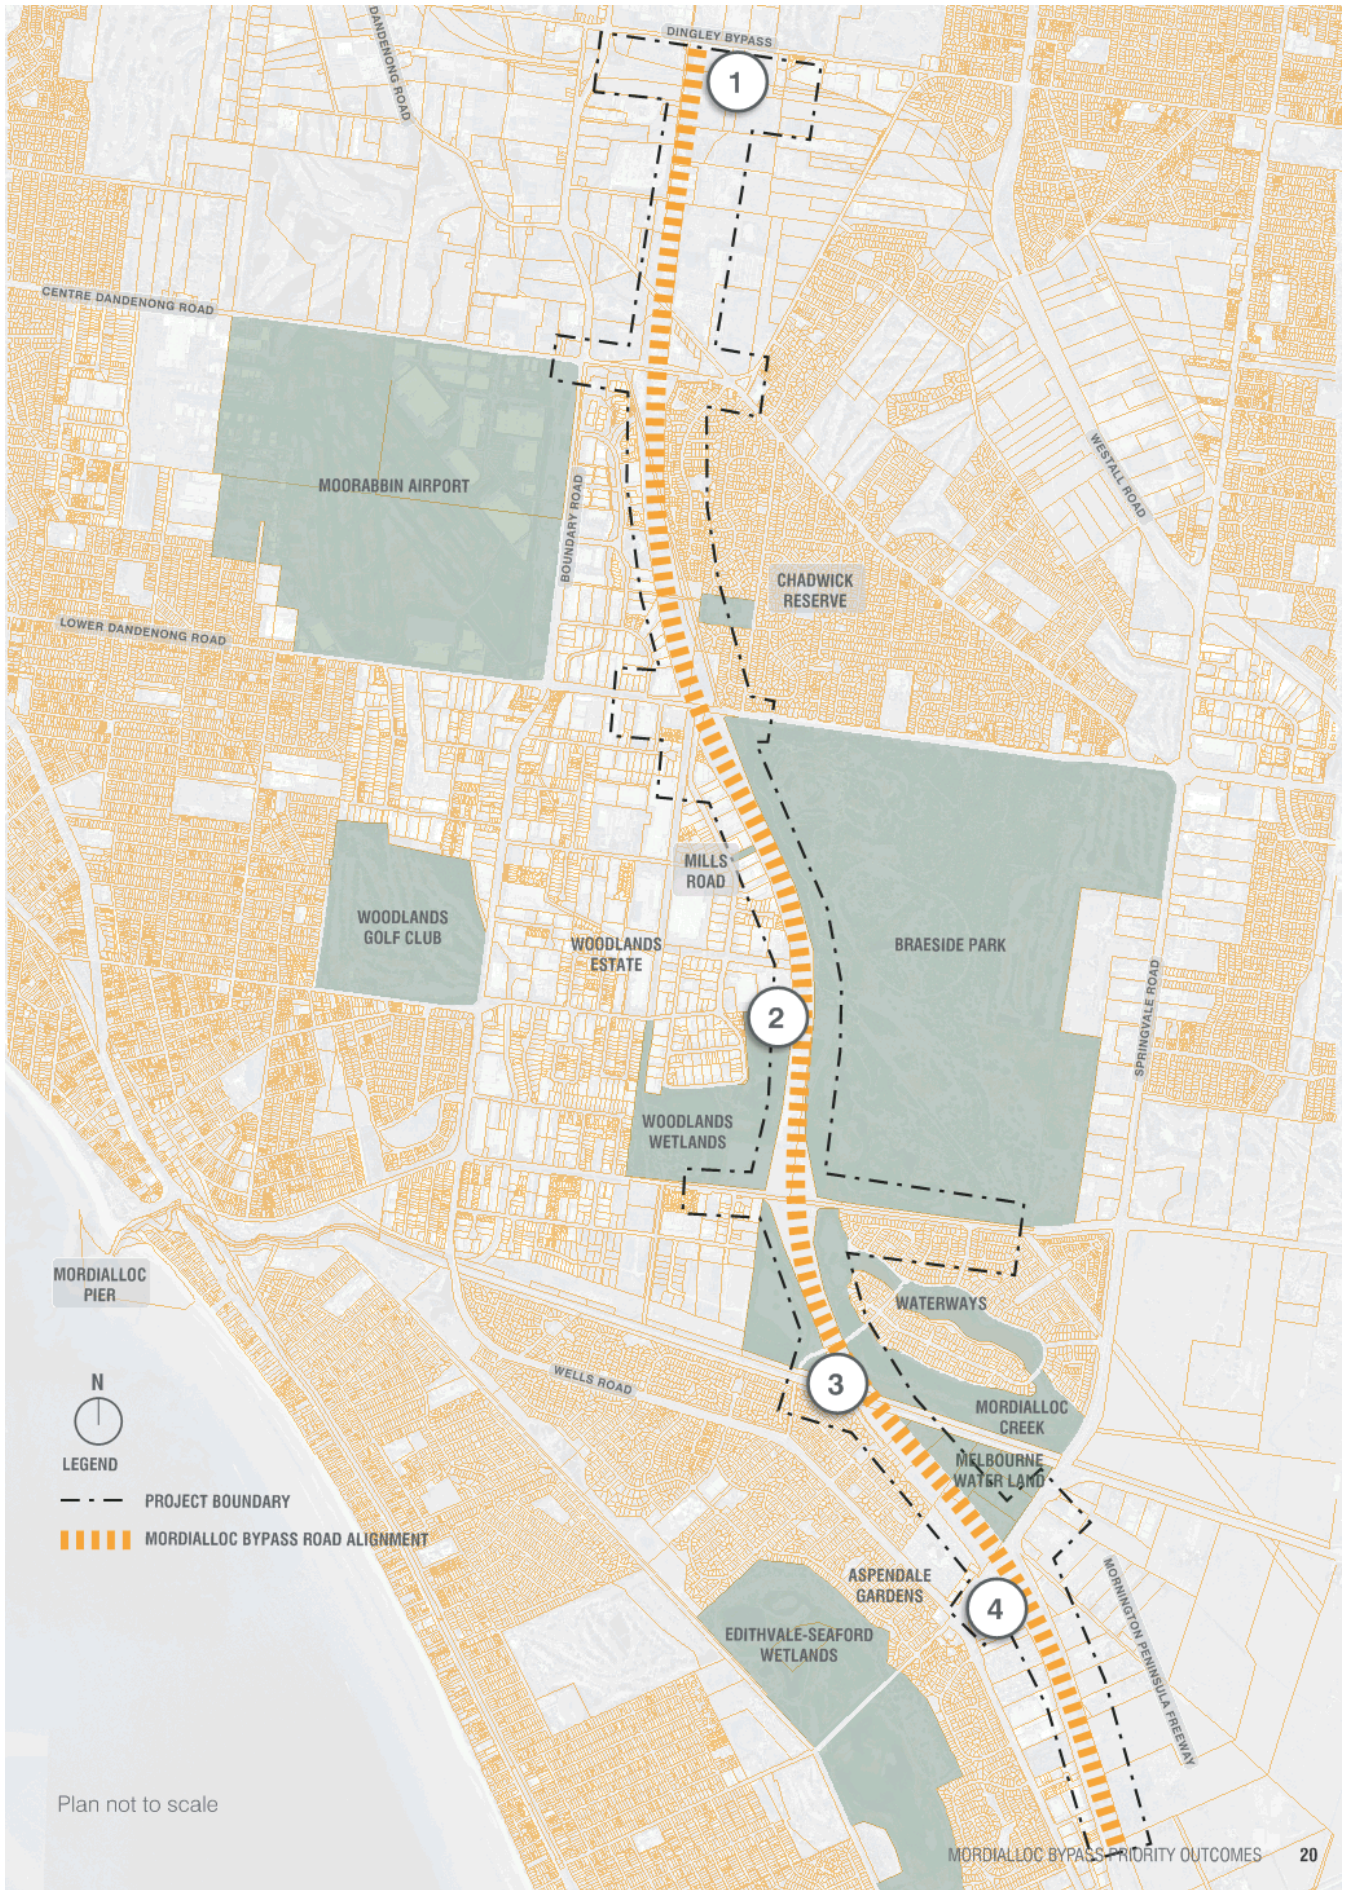 DINGLEY BYPASS
1
DANDENONG ROAD
CENTRE DANDENONG ROAD
WESTALL ROAD
MOORABBIN AIRPORT
BOUNDARY ROAD
CHADWICK
RESERVE
LOWER DANDENONG ROAD
MILLS
ROAD
WOODLANDS
GOLF CLUB
WOODLANDS
ESTATE
BRAESIDE PARK
SPRINGVALE ROAD
2
WOODLANDS
WETLANDS
MORDIALLOC
PIER
WATERWAYS
WELLS ROAD
3
MORDIALLOC
CREEK
MELBOURNE
WATER LAND
N
LEGEND
PROJECT BOUNDARY
MORDIALLOC BYPASS ROAD ALIGNMENT
ASPENDALE
GARDENS
4
MORNINGTON PENINSULA FREEWAY
EDITHVALE-SEAFORD
WETLANDS
Plan not to scale
MORDIALLOC BYPASS PRIORITY OUTCOMES 20